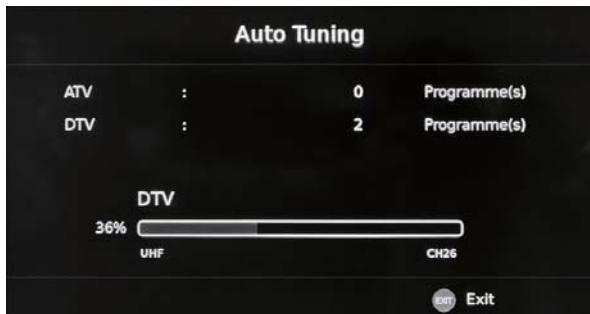 Auto Tuning
ATV : 0 Programme(s)
DTV : 2 Programme(s)
DTV
36%
UHF CH26
EXIT Exit